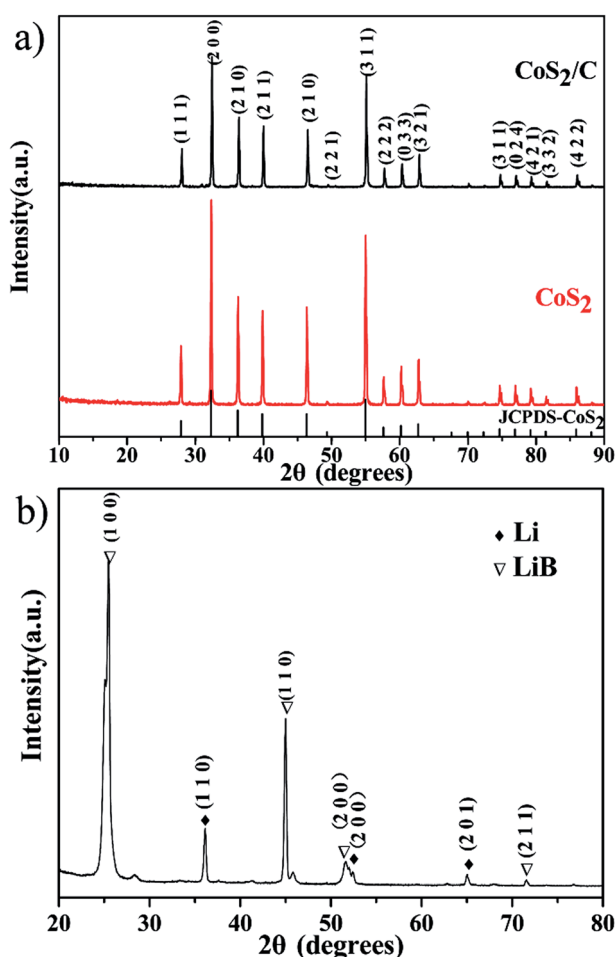 a)
CoS2/C
(1 1 1)
(2 0 0)
(2 1 0)
(2 1 1)
(2 1 0)
(2 2 1)
(3 1 1)
(2 2 2)
(0 3 3)
(3 2 1)
(3 1 1)
(0 2 4)
(4 2 1)
(3 3 2)
(4 2 2)
CoS2
JCPDS-CoS2
Intensity(a.u.)
10 20 30 40 50 60 70 80 90
2θ (degrees)
b)
(1 0 0)
(1 1 0)
(1 1 0)
(2 0 0)
(2 0 0)
(2 0 1)
(2 1 1)
♦ Li
▽ LiB
Intensity(a.u.)
20 30 40 50 60 70 80
2θ (degrees)